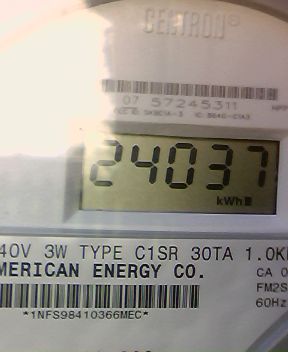 CENTRON®
07 57245311
24037
kWh
40V 3W TYPE C1SR 30TA 1.0K
MERICAN ENERGY CO.
CA 0
FM2S
60Hz
*1NFS98410366MEC*